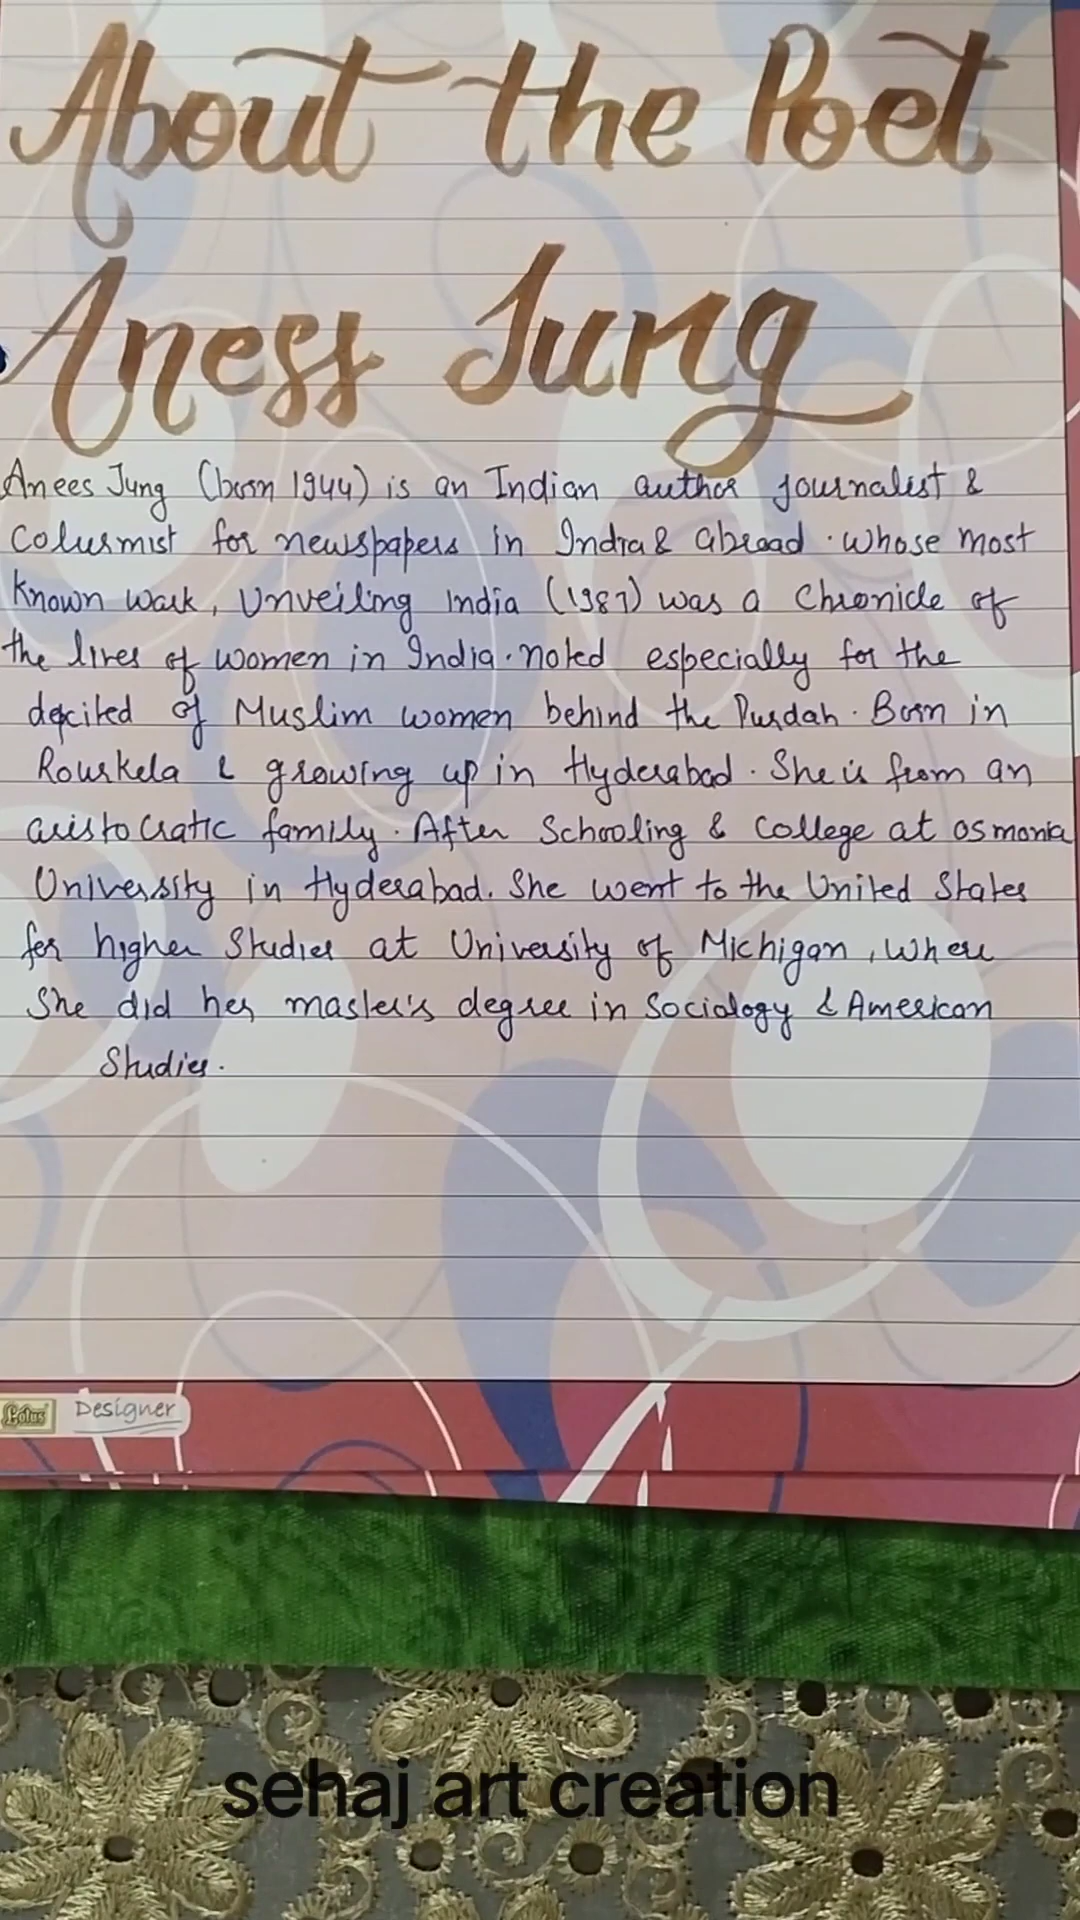 About the Poet
Aness Jung
Anees Jung (born 1944) is an Indian author journalist &
Columnist for newspapers in India & abroad . whose most
known work, Unveiling India (1987) was a Chronicle of
the lives of women in India . noted especially for the
depcited of Muslim women behind the Purdah . Born in
Rourkela & growing up in Hyderabad . She is from an
aristocratic family . After Schooling & College at osmania
University in Hyderabad. She went to the United States
for higher Studies at University of Michigan , where
She did her master's degree in Sociology & American
Studies .
Lotus Designer
sehaj art creation